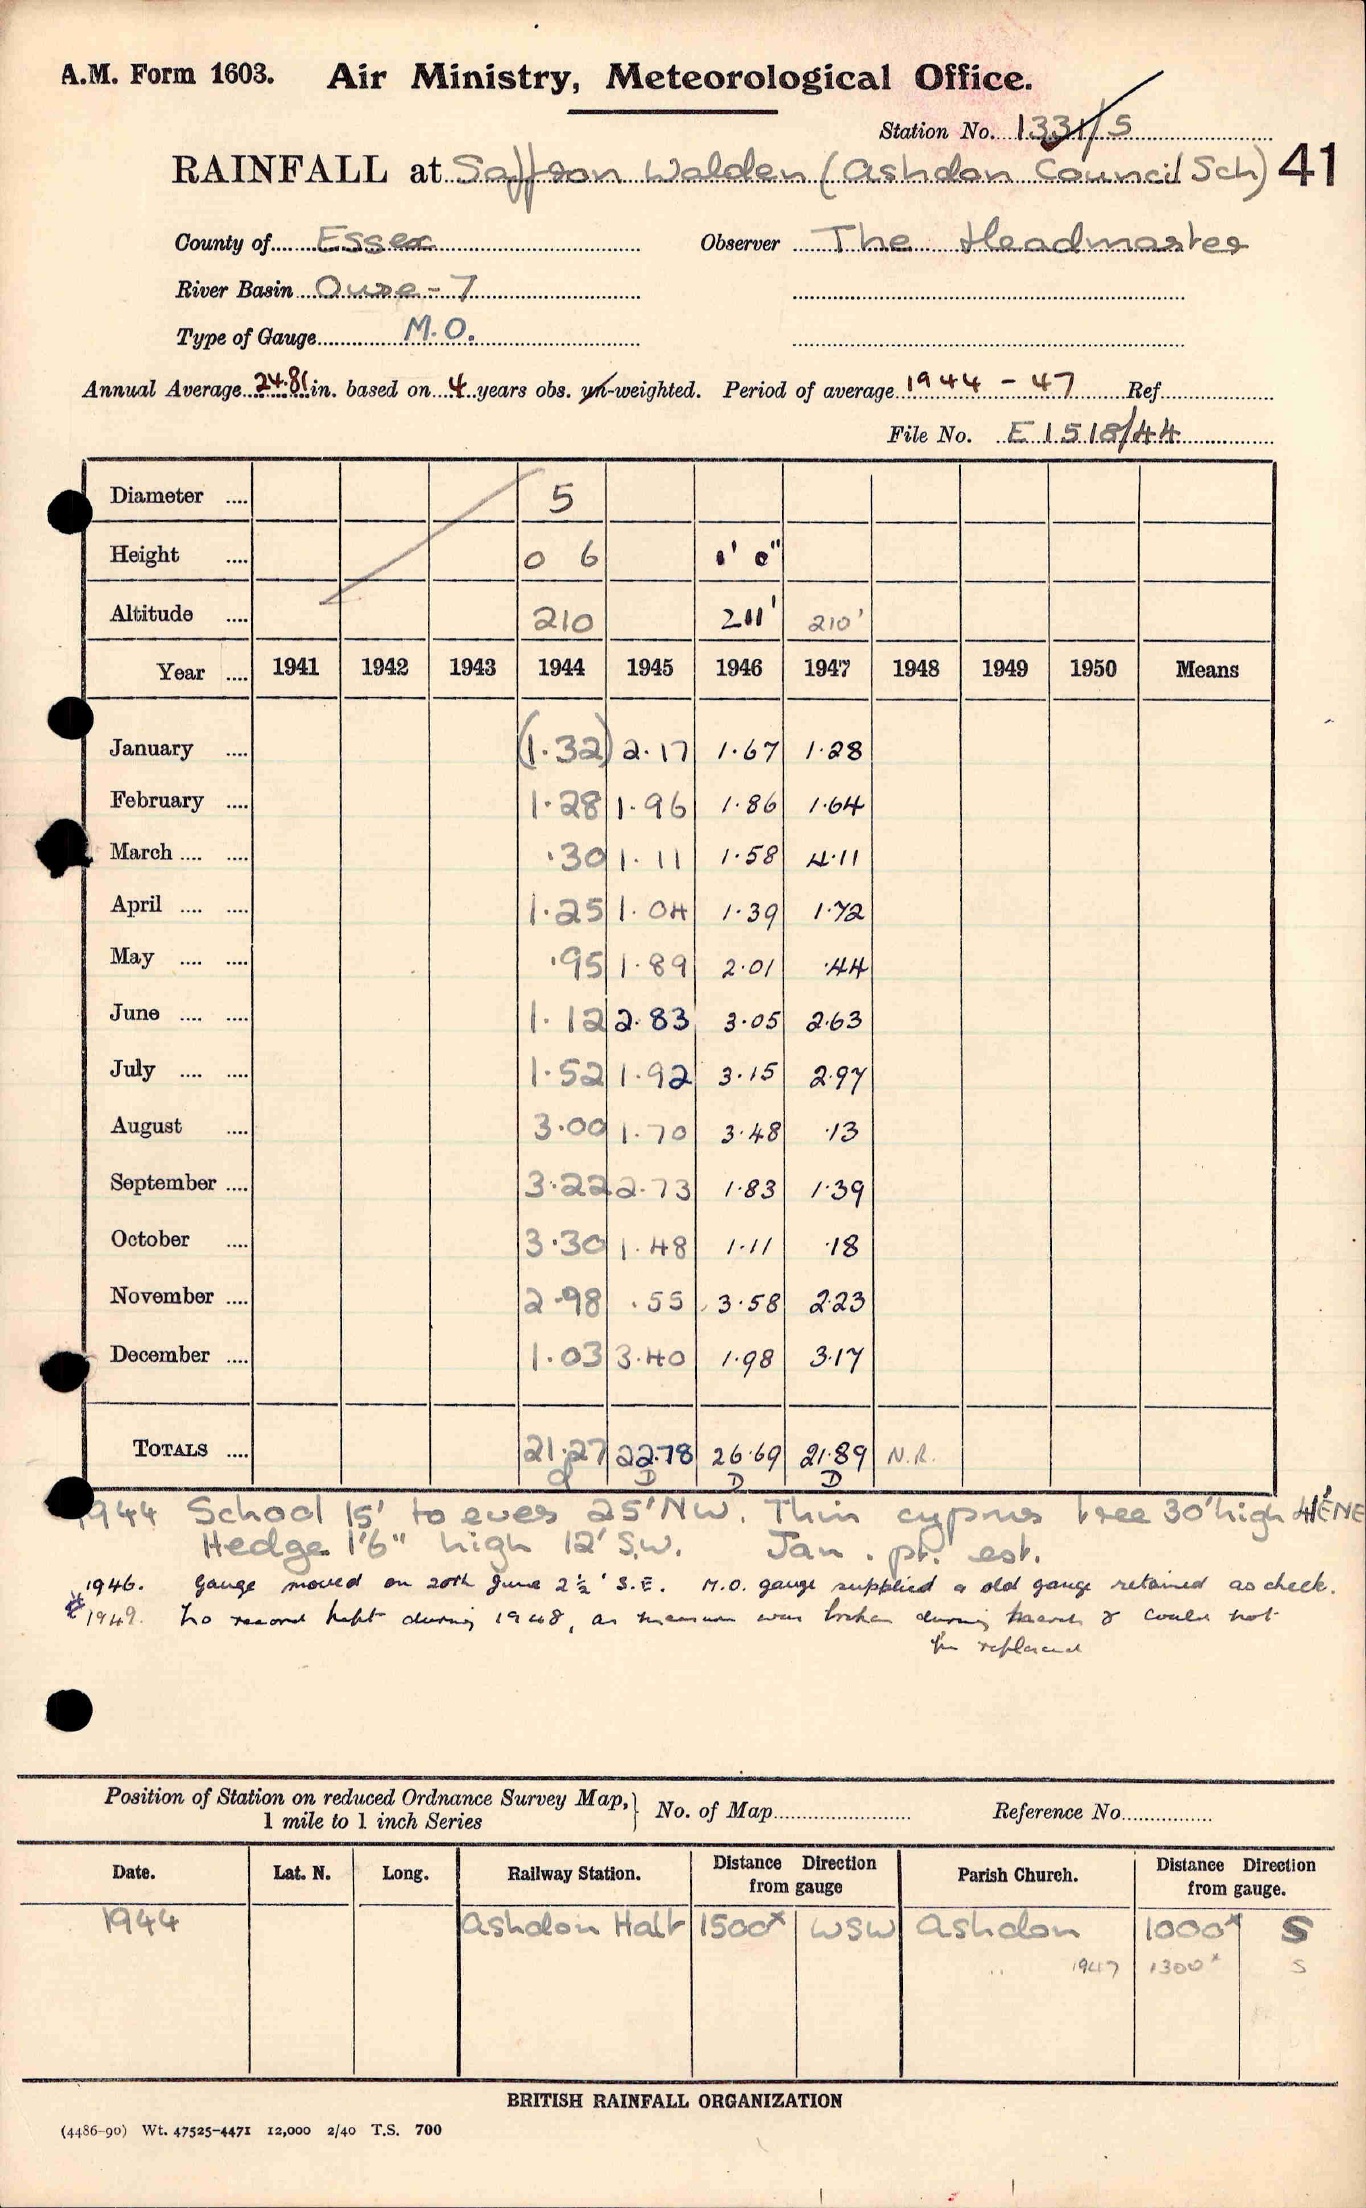 A.M. Form 1603. Air Ministry, Meteorological Office.
Station No. 1331/5
RAINFALL at Saffron Walden (Ashdon Council Sch) 41
County of Essex Observer The Headmaster
River Basin Ouse - 7
Type of Gauge M.O.
Annual Average 24.81 in. based on 4 years obs. un-weighted. Period of average 1944 - 47 Ref
File No. E1518/44
Diameter .... 5
Height .... 0 6 1' 0"
Altitude .... 210 211' 210'
Year .... 1941 1942 1943 1944 1945 1946 1947 1948 1949 1950 Means
January .... (1.32) 2.17 1.67 1.28
February .... 1.28 1.96 1.86 1.64
March .... .... .30 1.11 1.58 4.11
April .... .... 1.25 1.04 1.39 1.72
May .... .... .95 1.89 2.01 .44
June .... .... 1.12 2.83 3.05 2.63
July .... .... 1.52 1.92 3.15 2.97
August .... 3.00 1.70 3.48 .13
September .... 3.22 2.73 1.83 1.39
October .... 3.30 1.48 1.11 .18
November .... 2.98 .55 3.58 2.23
December .... 1.03 3.40 1.98 3.17
TOTALS .... 21.27 22.78 26.69 21.89 N.R.
D D D
1944 School 15' to eves 25' NW. Thin cyprus tree 30' high 41' ENE
Hedge 1'6" high 12' S.W. Jan. pt. est.
1946. Gauge moved on 20th June 2½' S.E. M.O. gauge supplied & old gauge retained as check.
1949. No record kept during 1948, as measure was broken during March & could not
be replaced
Position of Station on reduced Ordnance Survey Map, 1 mile to 1 inch Series } No. of Map Reference No.
Date. Lat. N. Long. Railway Station. Distance Direction from gauge Parish Church. Distance Direction from gauge.
1944 Ashdon Halt 1500x WSW Ashdon 1000x S
" 1947 1300x S
BRITISH RAINFALL ORGANIZATION
(4486-90) Wt. 47525-4471 12,000 2/40 T.S. 700